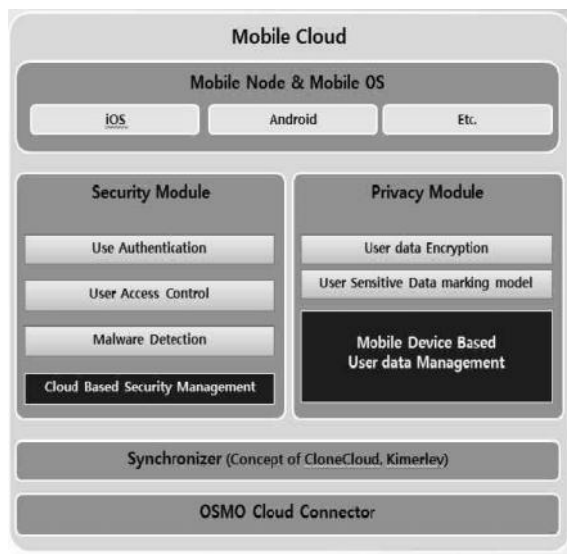 Mobile Cloud
Mobile Node & Mobile OS
iOS
Android
Etc.
Security Module
Use Authentication
User Access Control
Malware Detection
Cloud Based Security Management
Privacy Module
User data Encryption
User Sensitive Data marking model
Mobile Device Based
User data Management
Synchronizer (Concept of CloneCloud, Kimerlev)
OSMO Cloud Connector